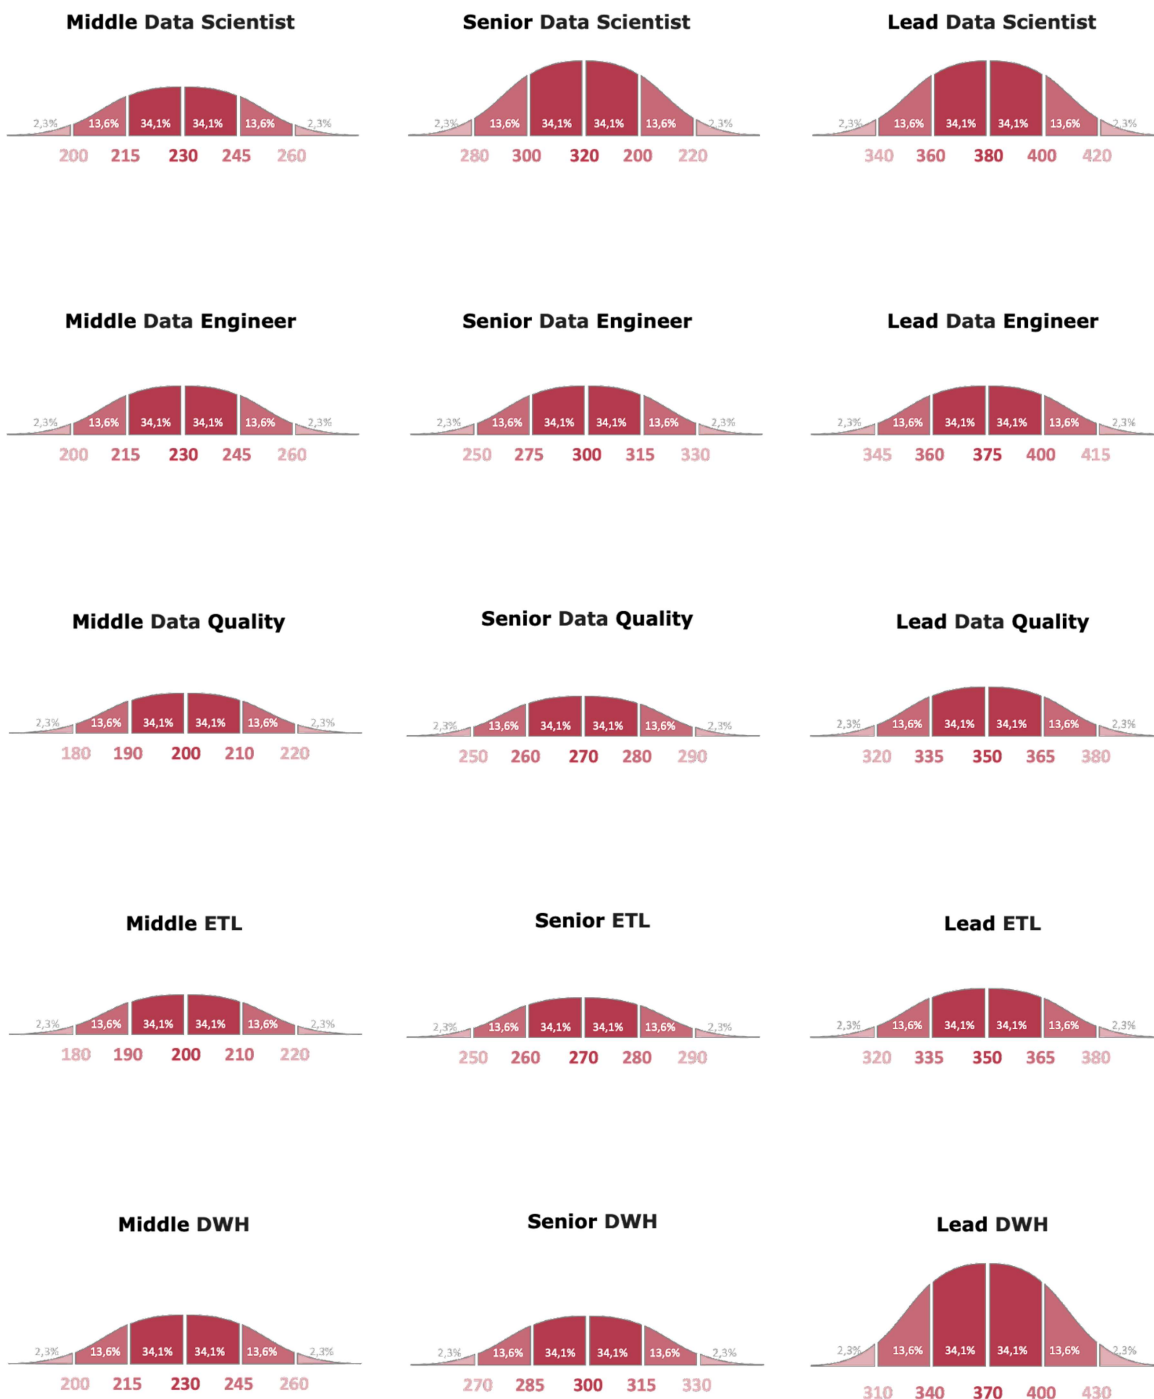 Middle Data Scientist Senior Data Scientist Lead Data Scientist
2,3% 13,6% 34,1% 34,1% 13,6% 2,3% 2,3% 13,6% 34,1% 34,1% 13,6% 2,3% 2,3% 13,6% 34,1% 34,1% 13,6% 2,3%
200 215 230 245 260 280 300 320 200 220 340 360 380 400 420
Middle Data Engineer Senior Data Engineer Lead Data Engineer
2,3% 13,6% 34,1% 34,1% 13,6% 2,3% 2,3% 13,6% 34,1% 34,1% 13,6% 2,3% 2,3% 13,6% 34,1% 34,1% 13,6% 2,3%
200 215 230 245 260 250 275 300 315 330 345 360 375 400 415
Middle Data Quality Senior Data Quality Lead Data Quality
2,3% 13,6% 34,1% 34,1% 13,6% 2,3% 2,3% 13,6% 34,1% 34,1% 13,6% 2,3% 2,3% 13,6% 34,1% 34,1% 13,6% 2,3%
180 190 200 210 220 250 260 270 280 290 320 335 350 365 380
Middle ETL Senior ETL Lead ETL
2,3% 13,6% 34,1% 34,1% 13,6% 2,3% 2,3% 13,6% 34,1% 34,1% 13,6% 2,3% 2,3% 13,6% 34,1% 34,1% 13,6% 2,3%
180 190 200 210 220 250 260 270 280 290 320 335 350 365 380
Middle DWH Senior DWH Lead DWH
2,3% 13,6% 34,1% 34,1% 13,6% 2,3% 2,3% 13,6% 34,1% 34,1% 13,6% 2,3% 2,3% 13,6% 34,1% 34,1% 13,6% 2,3%
200 215 230 245 260 270 285 300 315 330 310 340 370 400 430